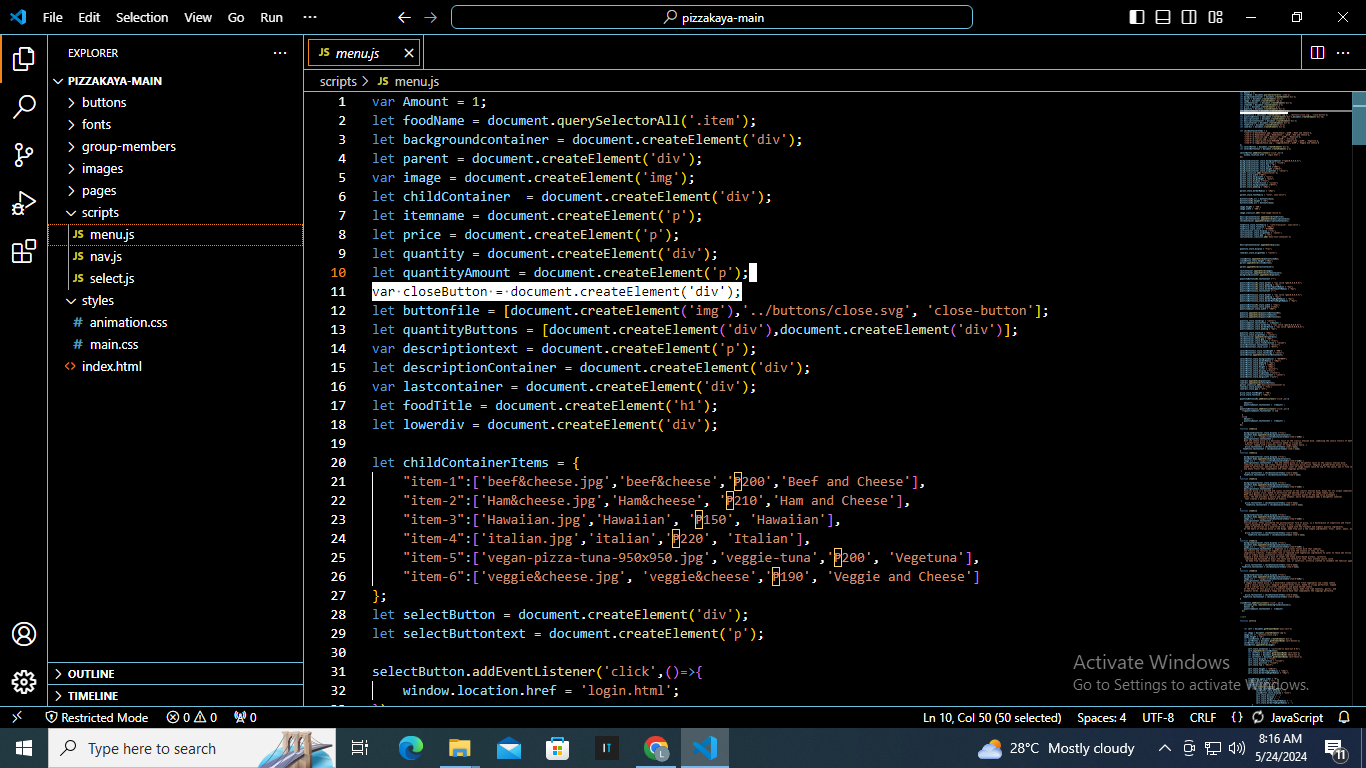 File Edit Selection View Go Run ··· pizzakaya-main
EXPLORER ···
PIZZAKAYA-MAIN
buttons
fonts
group-members
images
pages
scripts
JS menu.js
JS nav.js
JS select.js
styles
# animation.css
# main.css
<> index.html
OUTLINE
TIMELINE
JS menu.js
scripts > JS menu.js
1 var Amount = 1;
2 let foodName = document.querySelectorAll('.item');
3 let backgroundcontainer = document.createElement('div');
4 let parent = document.createElement('div');
5 var image = document.createElement('img');
6 let childContainer  = document.createElement('div');
7 let itemname = document.createElement('p');
8 let price = document.createElement('p');
9 let quantity = document.createElement('div');
10 let quantityAmount = document.createElement('p');
11 var·closeButton·=·document.createElement('div');
12 let buttonfile = [document.createElement('img'),'../buttons/close.svg', 'close-button'];
13 let quantityButtons = [document.createElement('div'),document.createElement('div')];
14 var descriptiontext = document.createElement('p');
15 let descriptionContainer = document.createElement('div');
16 var lastcontainer = document.createElement('div');
17 let foodTitle = document.createElement('h1');
18 let lowerdiv = document.createElement('div');
19
20 let childContainerItems = {
21 "item-1":['beef&cheese.jpg','beef&cheese','₱200','Beef and Cheese'],
22 "item-2":['Ham&cheese.jpg','Ham&cheese', '₱210','Ham and Cheese'],
23 "item-3":['Hawaiian.jpg','Hawaiian', '₱150', 'Hawaiian'],
24 "item-4":['italian.jpg','italian','₱220', 'Italian'],
25 "item-5":['vegan-pizza-tuna-950x950.jpg','veggie-tuna','₱200', 'Vegetuna'],
26 "item-6":['veggie&cheese.jpg', 'veggie&cheese','₱190', 'Veggie and Cheese']
27 };
28 let selectButton = document.createElement('div');
29 let selectButtontext = document.createElement('p');
30
31 selectButton.addEventListener('click',()=>{
32 window.location.href = 'login.html';
Activate Windows
Go to Settings to activate Windows.
Restricted Mode 0 0 0 Ln 10, Col 50 (50 selected) Spaces: 4 UTF-8 CRLF {} JavaScript
Type here to search IT L 28°C Mostly cloudy 8:16 AM
5/24/2024 11